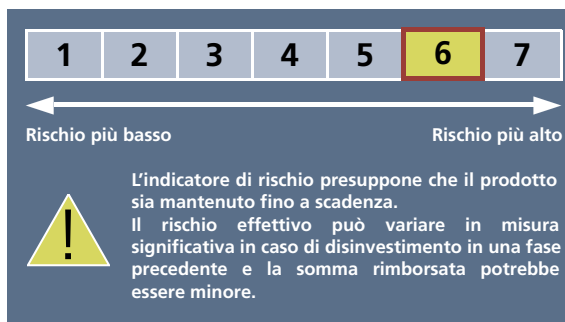 1 2 3 4 5 6 7
Rischio più basso Rischio più alto
L'indicatore di rischio presuppone che il prodotto
sia mantenuto fino a scadenza.
Il rischio effettivo può variare in misura
significativa in caso di disinvestimento in una fase
precedente e la somma rimborsata potrebbe
essere minore.
!